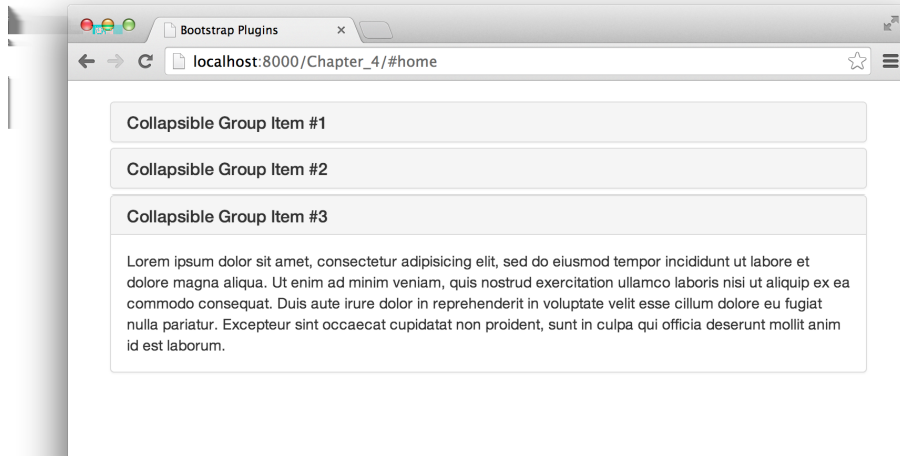 Bootstrap Plugins
localhost:8000/Chapter_4/#home
Collapsible Group Item #1
Collapsible Group Item #2
Collapsible Group Item #3
Lorem ipsum dolor sit amet, consectetur adipisicing elit, sed do eiusmod tempor incididunt ut labore et
dolore magna aliqua. Ut enim ad minim veniam, quis nostrud exercitation ullamco laboris nisi ut aliquip ex ea
commodo consequat. Duis aute irure dolor in reprehenderit in voluptate velit esse cillum dolore eu fugiat
nulla pariatur. Excepteur sint occaecat cupidatat non proident, sunt in culpa qui officia deserunt mollit anim
id est laborum.